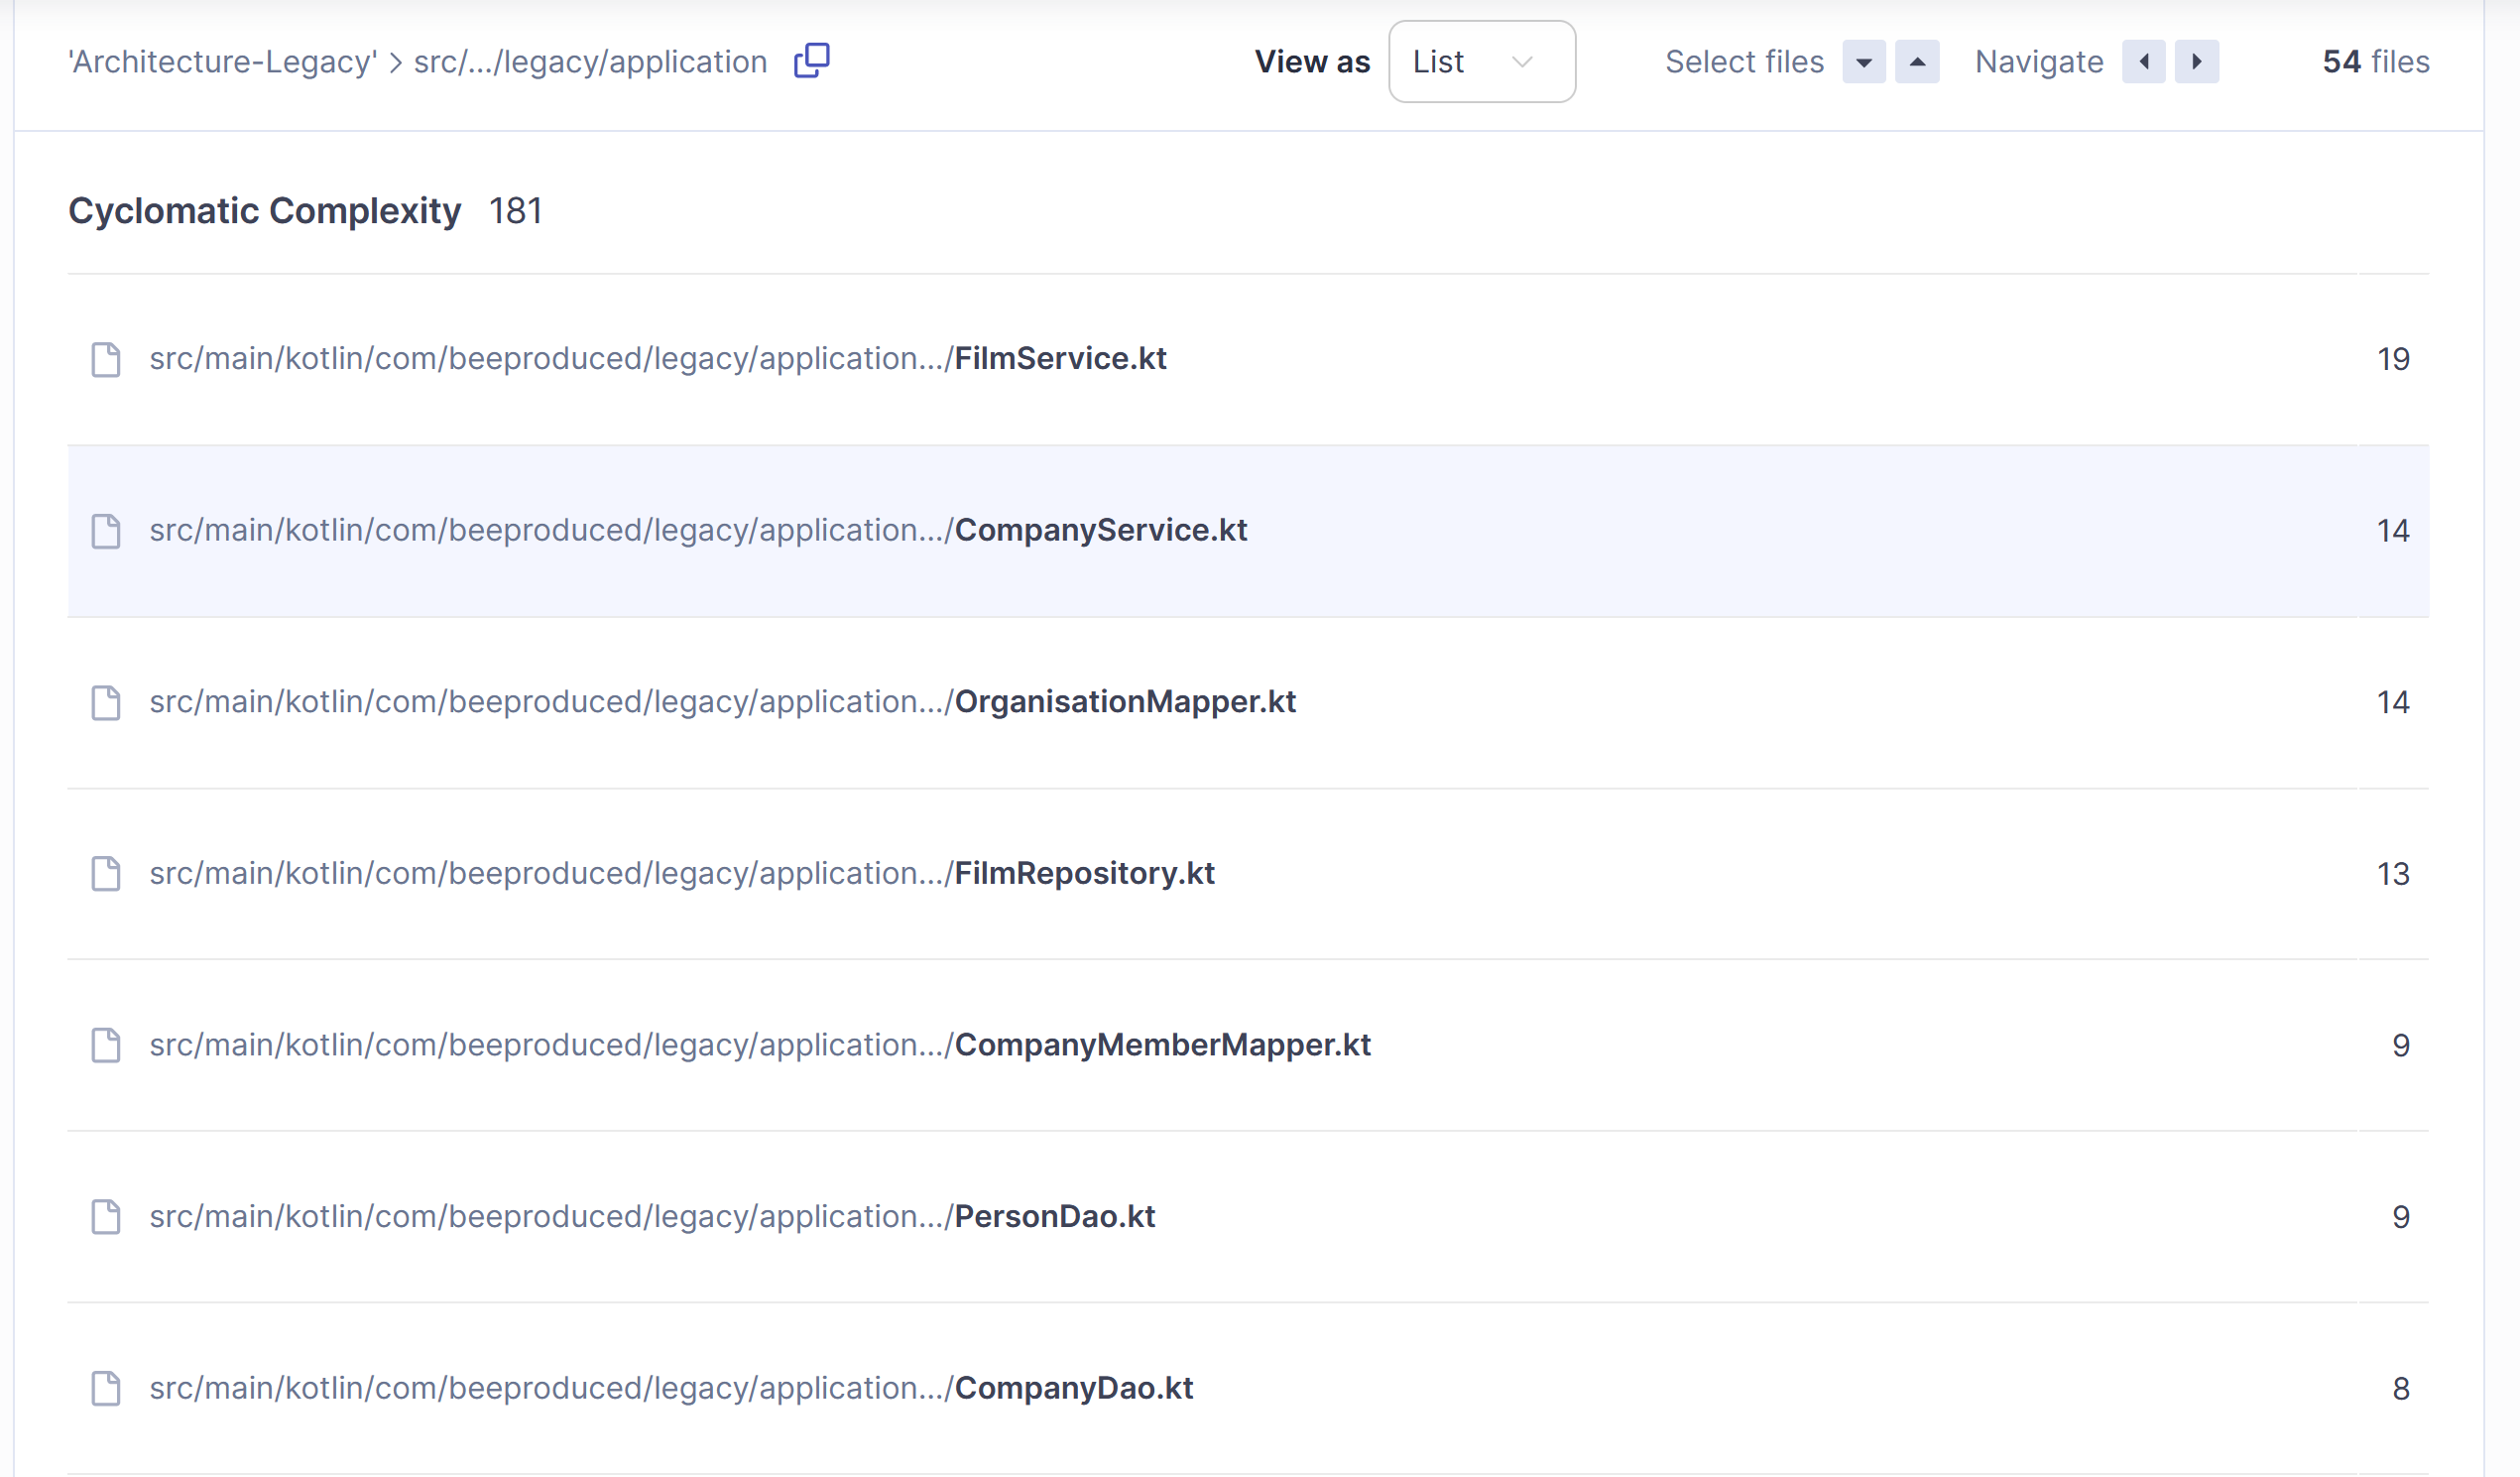 'Architecture-Legacy' > src/.../legacy/application View as List Select files Navigate 54 files
Cyclomatic Complexity 181
src/main/kotlin/com/beeproduced/legacy/application.../FilmService.kt 19
src/main/kotlin/com/beeproduced/legacy/application.../CompanyService.kt 14
src/main/kotlin/com/beeproduced/legacy/application.../OrganisationMapper.kt 14
src/main/kotlin/com/beeproduced/legacy/application.../FilmRepository.kt 13
src/main/kotlin/com/beeproduced/legacy/application.../CompanyMemberMapper.kt 9
src/main/kotlin/com/beeproduced/legacy/application.../PersonDao.kt 9
src/main/kotlin/com/beeproduced/legacy/application.../CompanyDao.kt 8